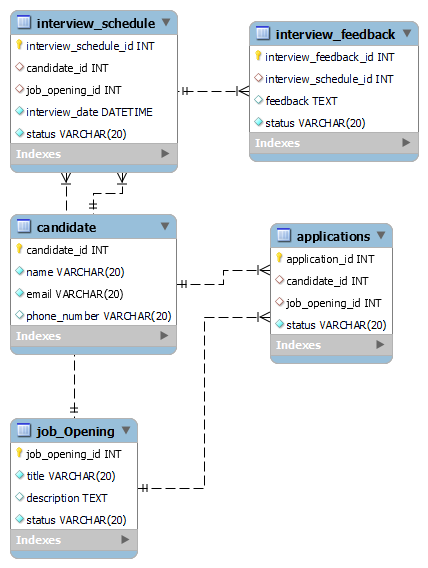 interview_schedule
interview_schedule_id INT
candidate_id INT
job_opening_id INT
interview_date DATETIME
status VARCHAR(20)
Indexes
interview_feedback
interview_feedback_id INT
interview_schedule_id INT
feedback TEXT
status VARCHAR(20)
Indexes
candidate
candidate_id INT
name VARCHAR(20)
email VARCHAR(20)
phone_number VARCHAR(20)
Indexes
applications
application_id INT
candidate_id INT
job_opening_id INT
status VARCHAR(20)
Indexes
job_Opening
job_opening_id INT
title VARCHAR(20)
description TEXT
status VARCHAR(20)
Indexes